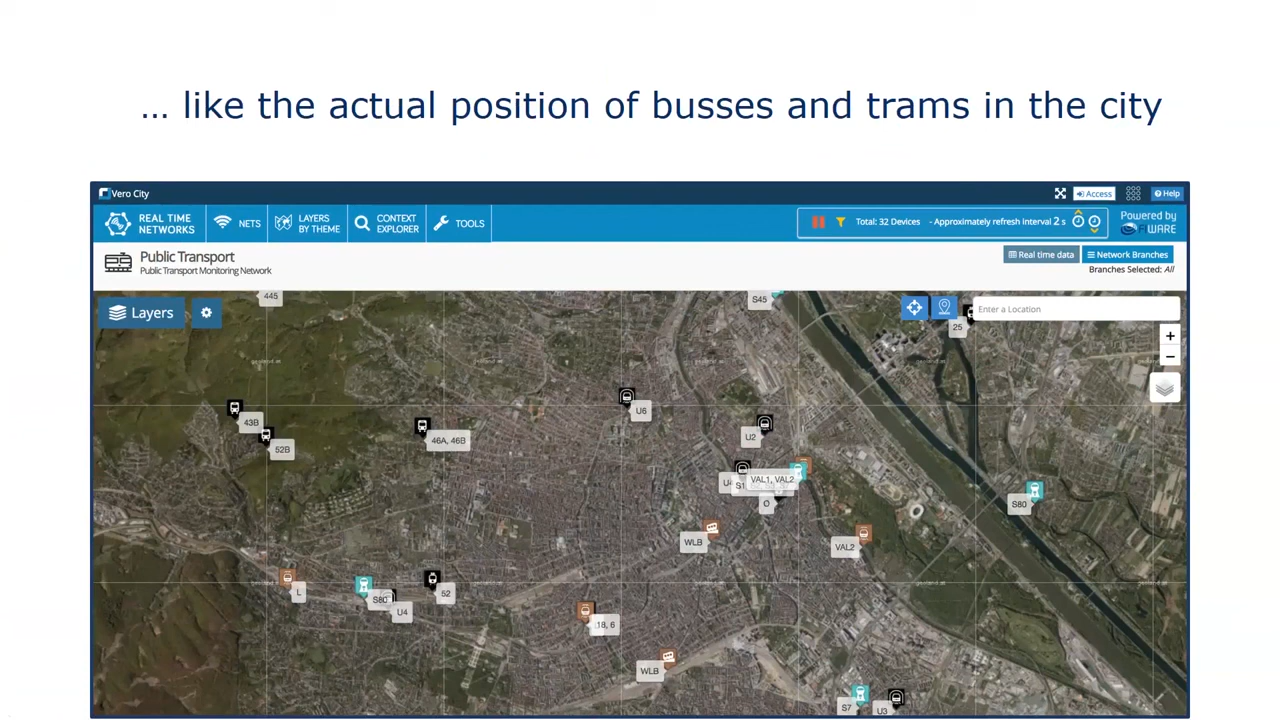 … like the actual position of busses and trams in the city
Vero City
Access
Help
REAL TIME
NETWORKS
NETS
LAYERS
BY THEME
CONTEXT
EXPLORER
TOOLS
Total: 32 Devices - Approximately refresh interval 2 s
Powered by
FIWARE
Public Transport
Public Transport Monitoring Network
Real time data
Network Branches
Branches Selected: All
Layers
Enter a Location
445
S45
25
+
−
43B
52B
46A, 46B
U6
U2
S1
VAL1, VAL2
O
S80
WLB
VAL2
L
S80
U4
52
18, 6
WLB
S7
U3